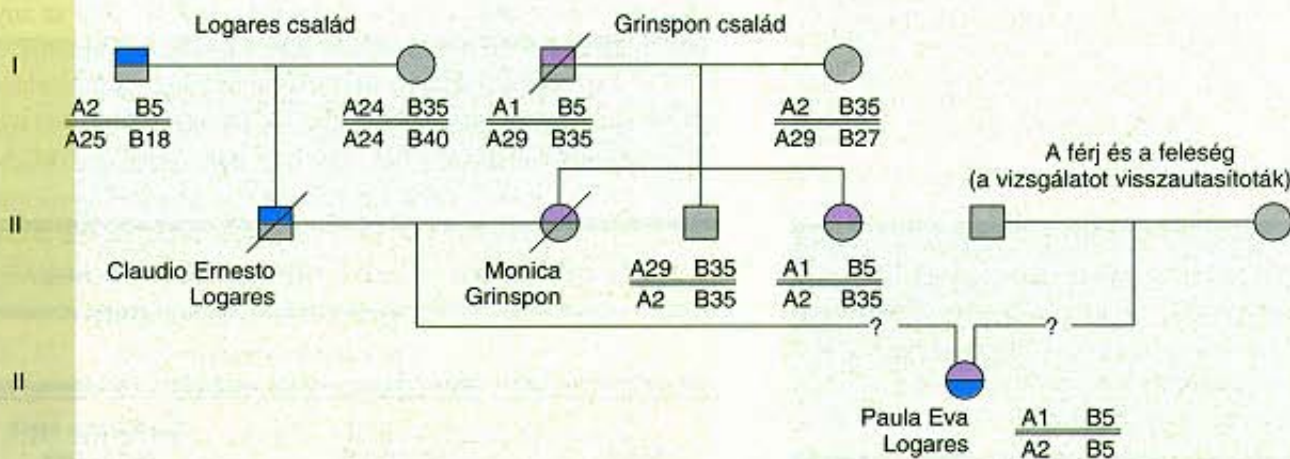 Logares család
Grinspon család
I
A2 B5
A25 B18
A24 B35
A24 B40
A1 B5
A29 B35
A2 B35
A29 B27
A férj és a feleség
(a vizsgálatot visszautasították)
II
Claudio Ernesto
Logares
Monica
Grinspon
A29 B35
A2 B35
A1 B5
A2 B35
?
?
II
Paula Eva
Logares
A1 B5
A2 B5